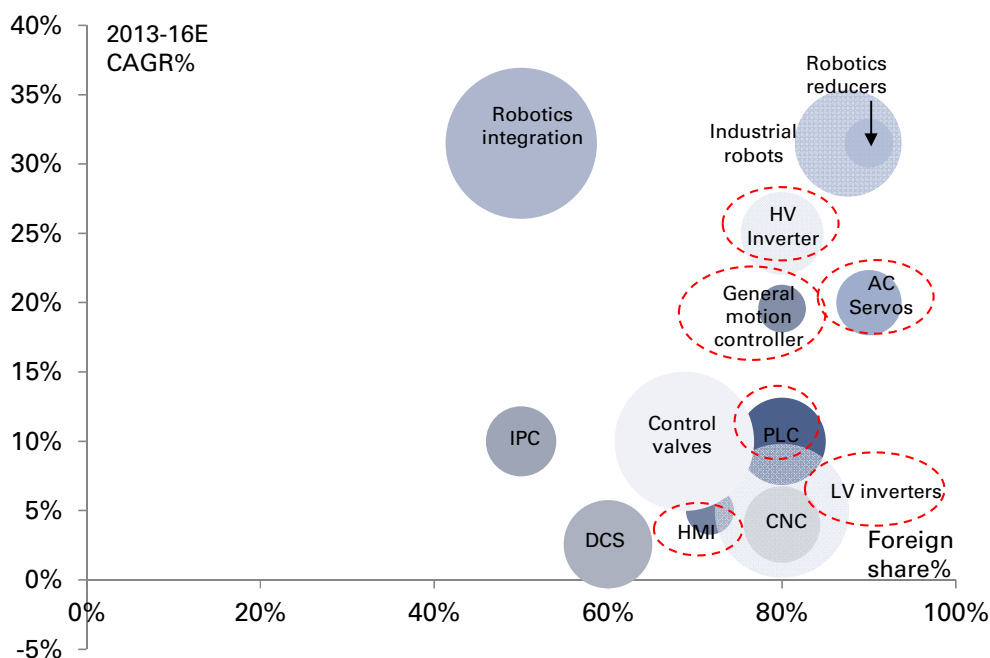 40%
2013-16E
CAGR%
Robotics
reducers
35%
Robotics
integration
Industrial
robots
30%
HV
Inverter
25%
AC
Servos
General
motion
controller
20%
15%
Control
valves
PLC
IPC
10%
LV inverters
5%
CNC
HMI
DCS
Foreign
share%
0%
0%
20%
40%
60%
80%
100%
-5%